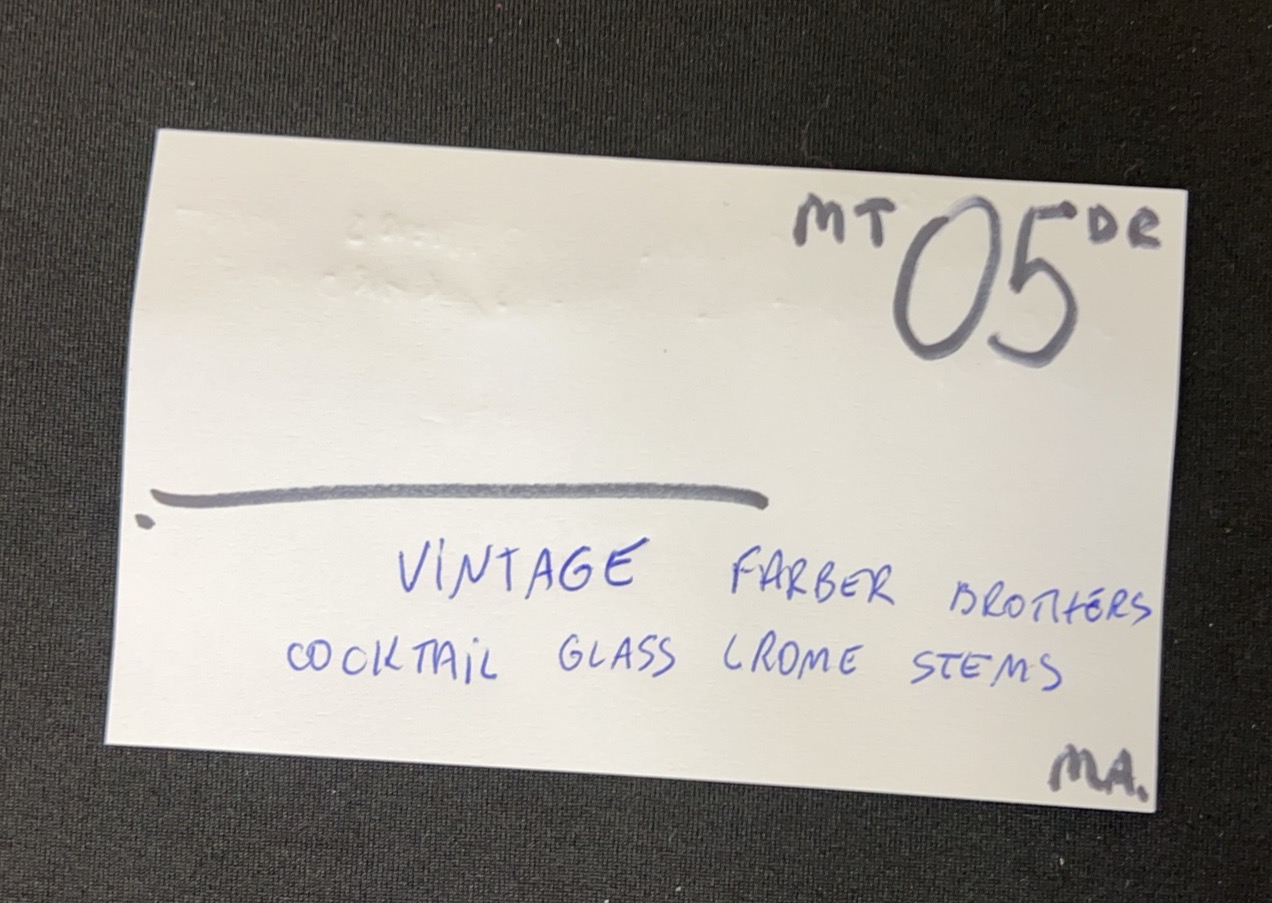 MT 05 DR
VINTAGE FARBER BROTHERS
COCKTAIL GLASS CROME STEMS
MA.